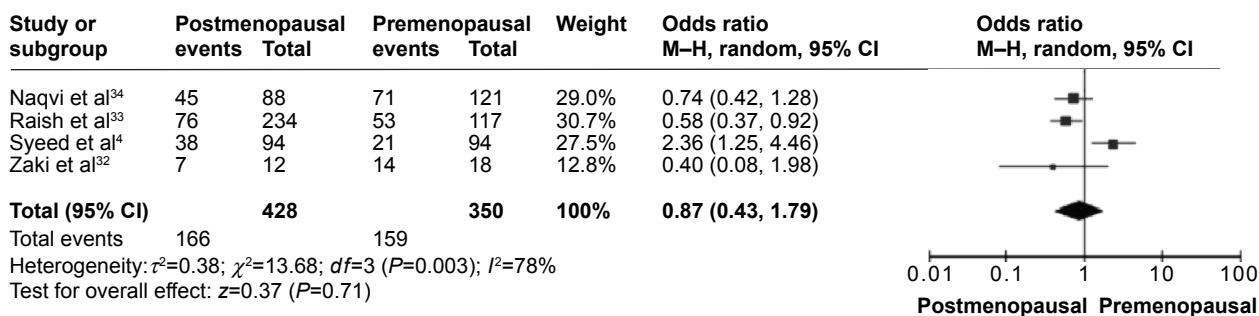 Study or Postmenopausal Premenopausal Weight Odds ratio Odds ratio
subgroup events Total events Total M–H, random, 95% CI M–H, random, 95% CI
Naqvi et al³⁴ 45 88 71 121 29.0% 0.74 (0.42, 1.28)
Raish et al³³ 76 234 53 117 30.7% 0.58 (0.37, 0.92)
Syeed et al⁴ 38 94 21 94 27.5% 2.36 (1.25, 4.46)
Zaki et al³² 7 12 14 18 12.8% 0.40 (0.08, 1.98)
Total (95% CI) 428 350 100% 0.87 (0.43, 1.79)
Total events 166 159
Heterogeneity: τ²=0.38; χ²=13.68; df=3 (P=0.003); I²=78%
Test for overall effect: z=0.37 (P=0.71)
0.01 0.1 1 10 100
Postmenopausal Premenopausal